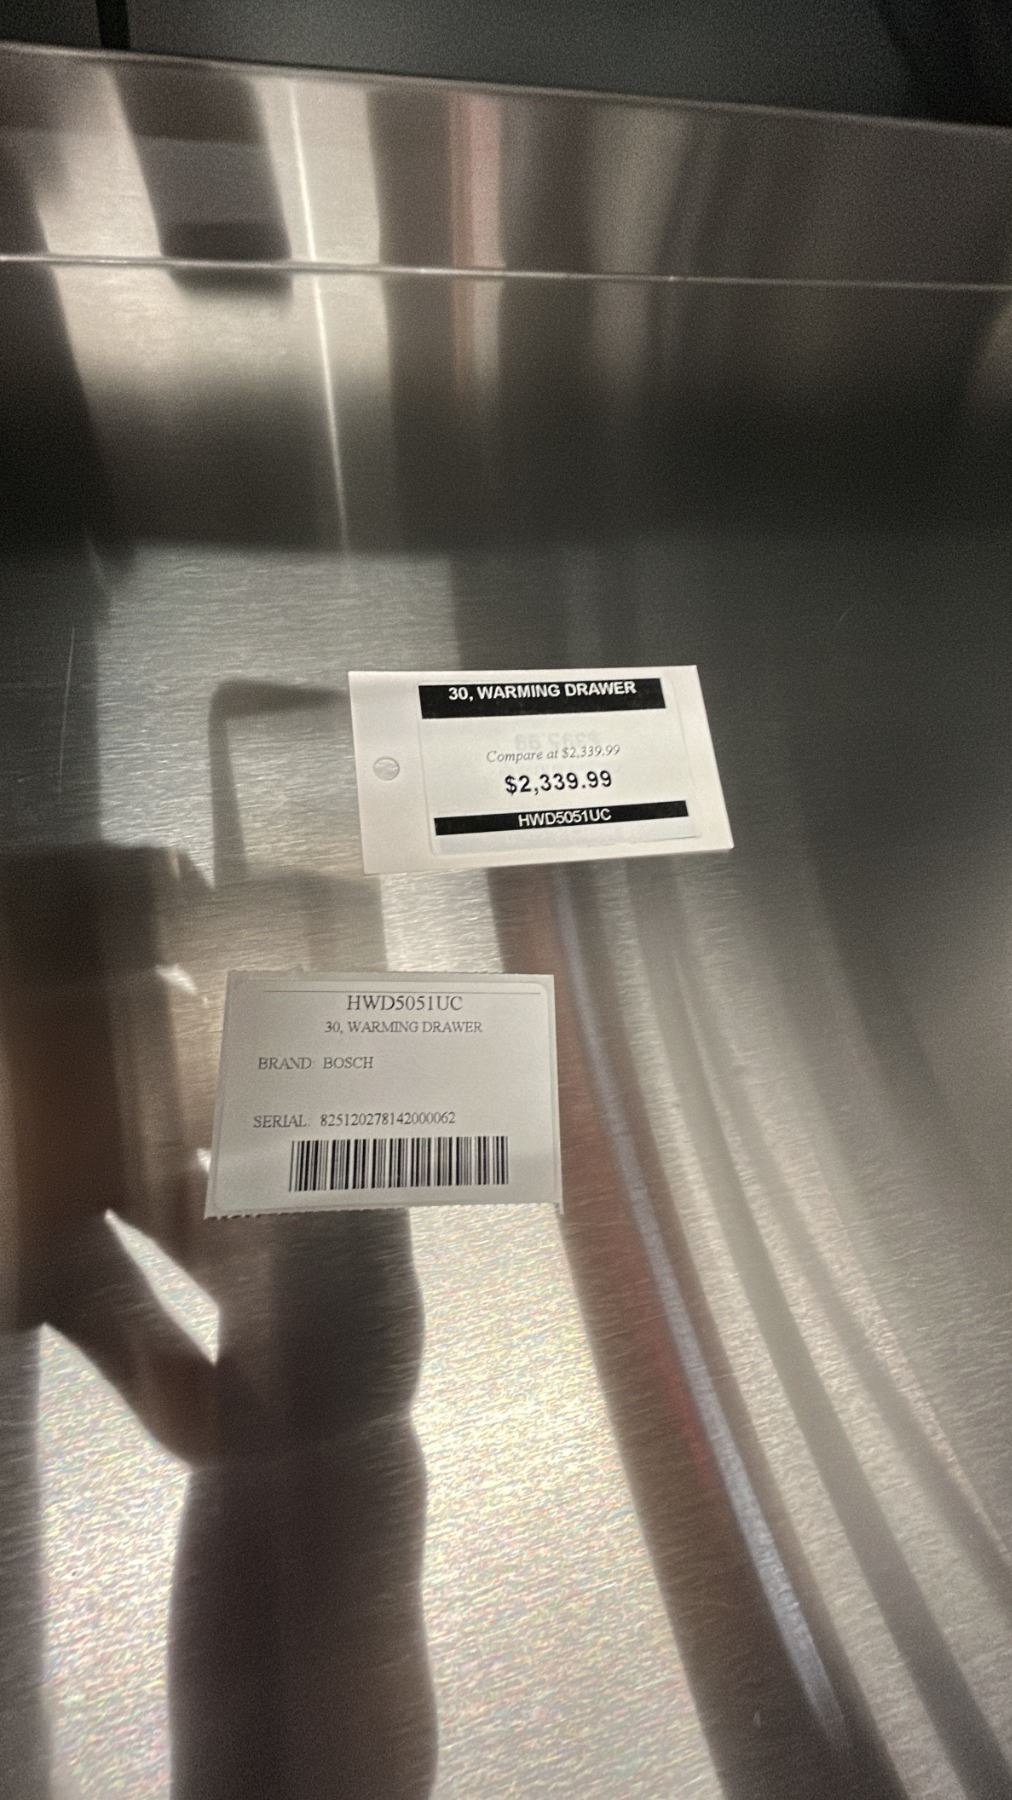 30, WARMING DRAWER
Compare at $2,339.99
$2,339.99
HWD5051UC
HWD5051UC
30, WARMING DRAWER
BRAND: BOSCH
SERIAL: 825120278142000062